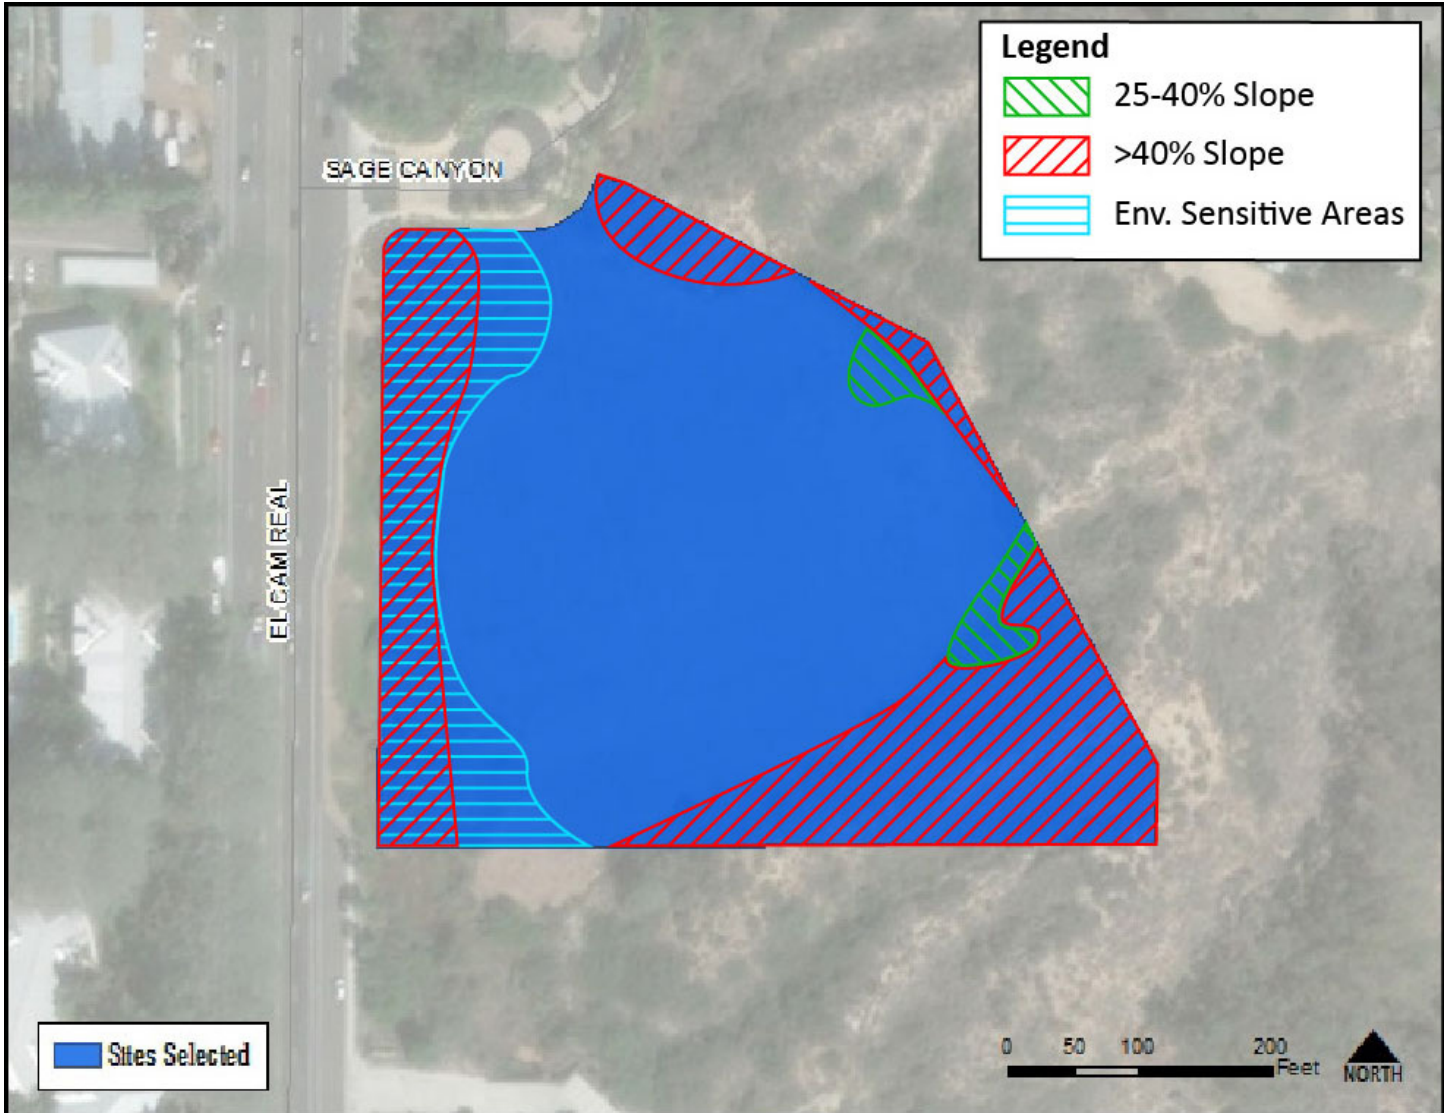 Legend
25-40% Slope
>40% Slope
Env. Sensitive Areas
SAGE CANYON
EL CAM REAL
Sites Selected
0 50 100 200
Feet
NORTH